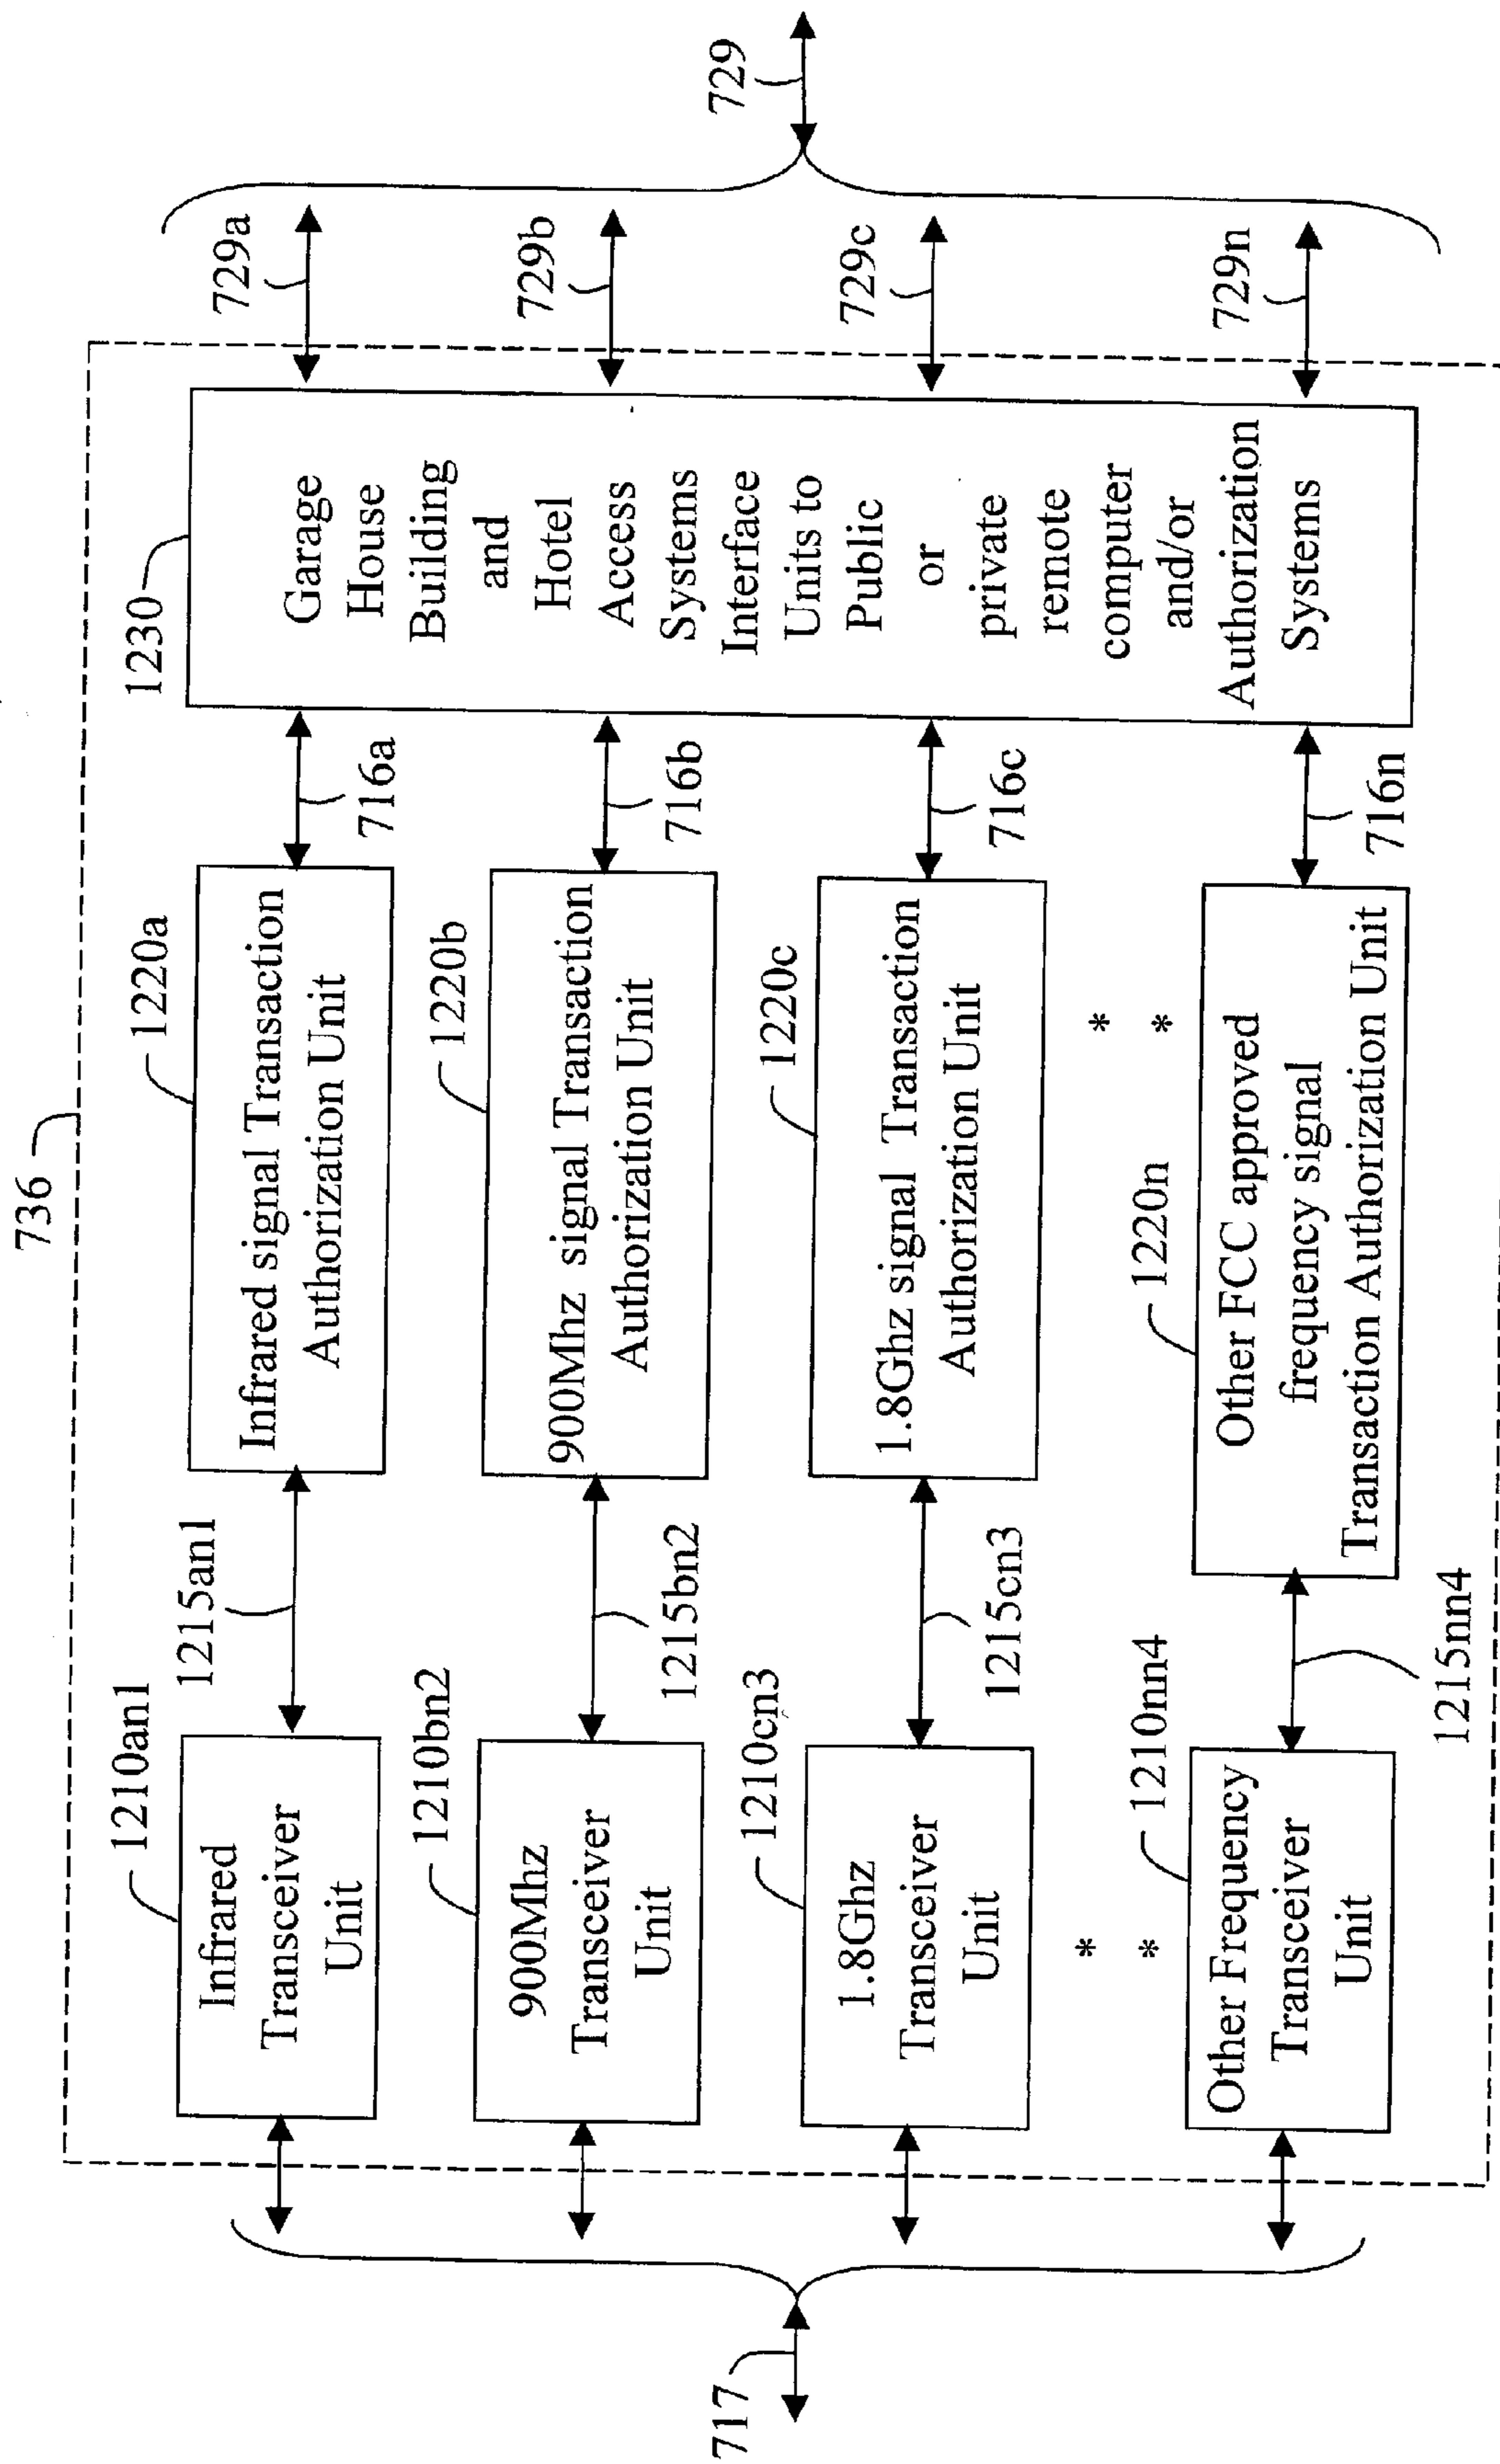 736
717
1210an1
Infrared
Transceiver
Unit
1215an1
1220a
Infrared signal Transaction
Authorization Unit
716a
1210bn2
900Mhz
Transceiver
Unit
1215bn2
1220b
900Mhz signal Transaction
Authorization Unit
716b
1210cn3
1.8Ghz
Transceiver
Unit
1215cn3
1220c
1.8Ghz signal Transaction
Authorization Unit
716c
*
*
*
*
1210nn4
Other Frequency
Transceiver
Unit
1215nn4
1220n
Other FCC approved
frequency signal
Transaction Authorization Unit
716n
1230
Garage
House
Building
and
Hotel
Access
Systems
Interface
Units to
Public
or
private
remote
computer
and/or
Authorization
Systems
729a
729b
729c
729n
729